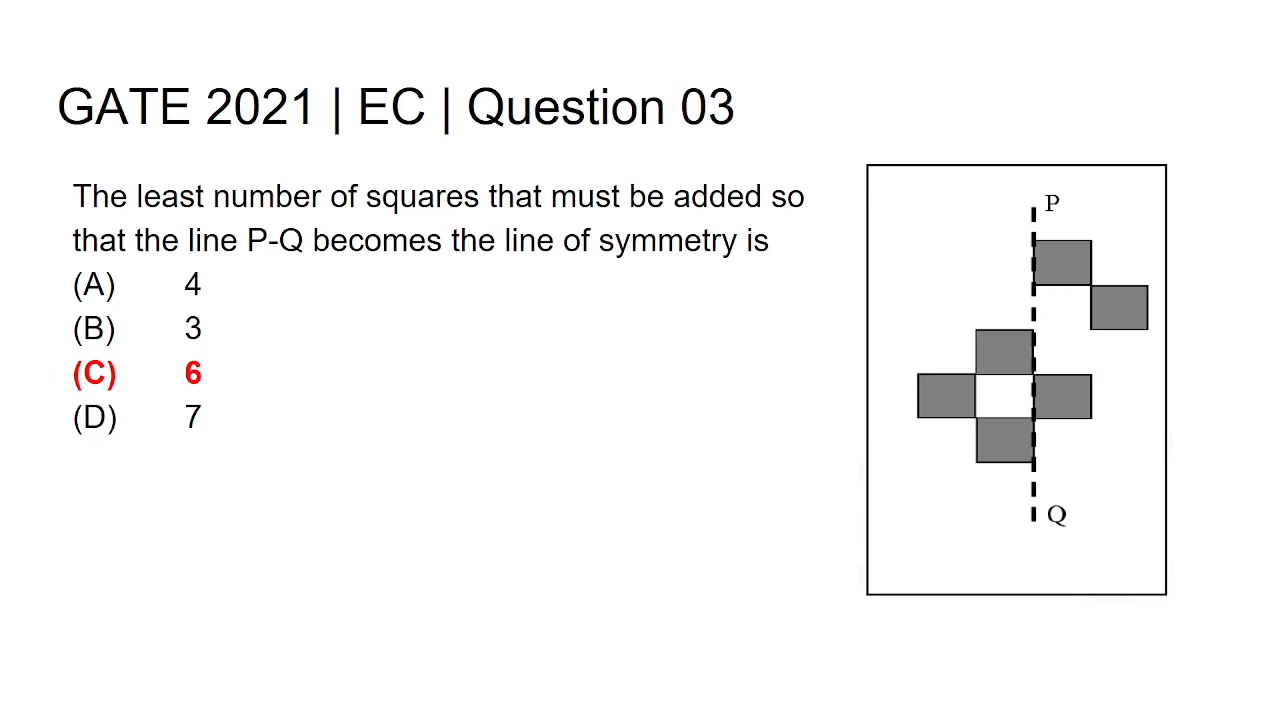 GATE 2021 | EC | Question 03
The least number of squares that must be added so
that the line P-Q becomes the line of symmetry is
(A) 4
(B) 3
(C) 6
(D) 7
P
Q